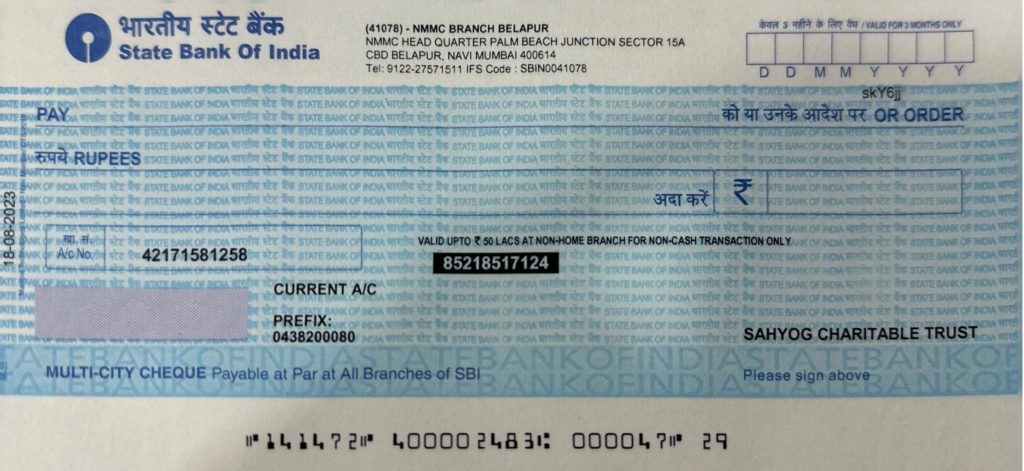 भारतीय स्टेट बैंक
State Bank Of India
(41078) - NMMC BRANCH BELAPUR
NMMC HEAD QUARTER PALM BEACH JUNCTION SECTOR 15A
CBD BELAPUR, NAVI MUMBAI 400614
Tel: 9122-27571511 IFS Code : SBIN0041078
केवल 3 महीने के लिए वैध / VALID FOR 3 MONTHS ONLY
D D M M Y Y Y Y
skY6jj
PAY
को या उनके आदेश पर OR ORDER
रुपये RUPEES
अदा करें ₹
18-08-2023
खा. सं.
A/c No.
42171581258
VALID UPTO ₹ 50 LACS AT NON-HOME BRANCH FOR NON-CASH TRANSACTION ONLY
85218517124
CURRENT A/C
PREFIX:
0438200080
SAHYOG CHARITABLE TRUST
MULTI-CITY CHEQUE Payable at Par at All Branches of SBI
Please sign above
⑈141472⑈ 400002483⑆ 000047⑈ 29